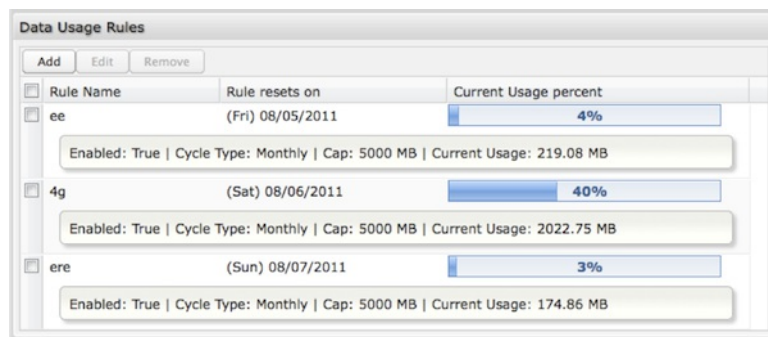 Data Usage Rules
Add Edit Remove
Rule Name Rule resets on Current Usage percent
ee (Fri) 08/05/2011 4%
Enabled: True | Cycle Type: Monthly | Cap: 5000 MB | Current Usage: 219.08 MB
4g (Sat) 08/06/2011 40%
Enabled: True | Cycle Type: Monthly | Cap: 5000 MB | Current Usage: 2022.75 MB
ere (Sun) 08/07/2011 3%
Enabled: True | Cycle Type: Monthly | Cap: 5000 MB | Current Usage: 174.86 MB